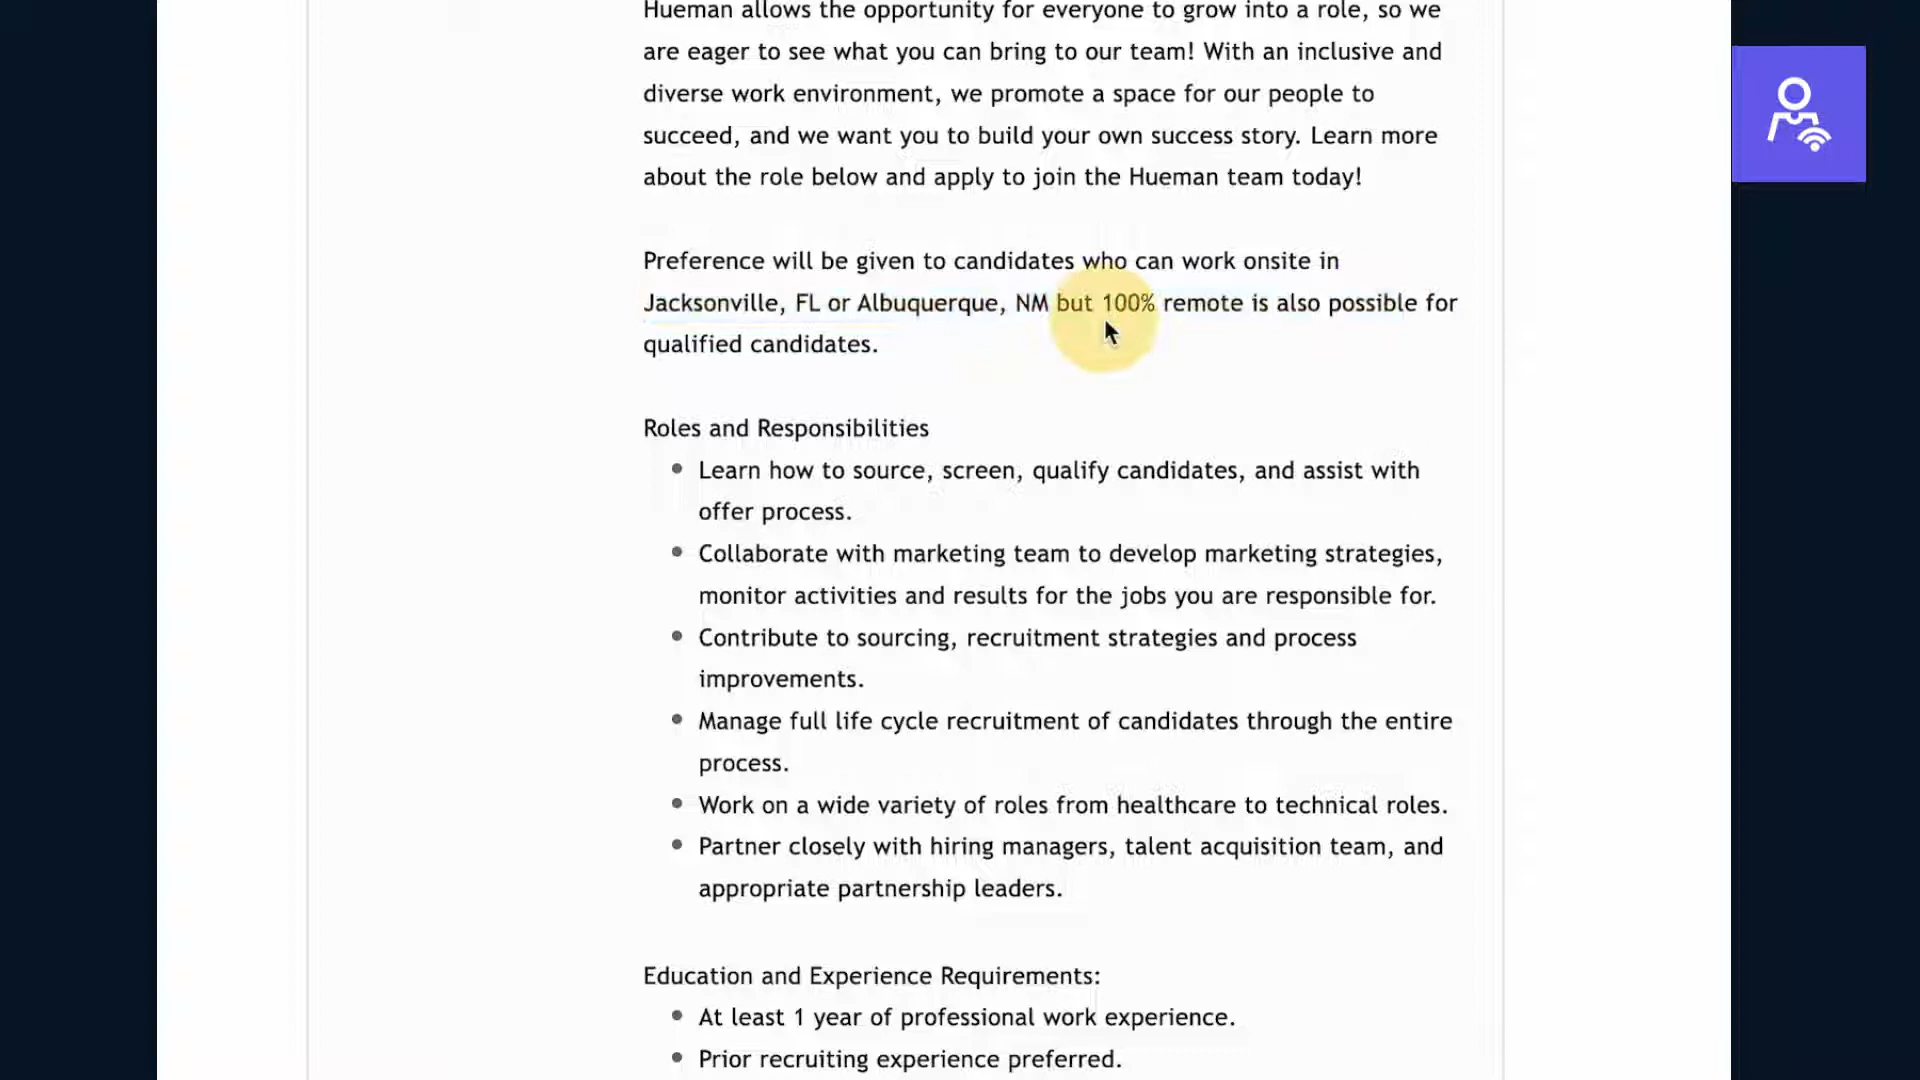 Hueman allows the opportunity for everyone to grow into a role, so we
are eager to see what you can bring to our team! With an inclusive and
diverse work environment, we promote a space for our people to
succeed, and we want you to build your own success story. Learn more
about the role below and apply to join the Hueman team today!
Preference will be given to candidates who can work onsite in
Jacksonville, FL or Albuquerque, NM but 100% remote is also possible for
qualified candidates.
Roles and Responsibilities
• Learn how to source, screen, qualify candidates, and assist with
offer process.
• Collaborate with marketing team to develop marketing strategies,
monitor activities and results for the jobs you are responsible for.
• Contribute to sourcing, recruitment strategies and process
improvements.
• Manage full life cycle recruitment of candidates through the entire
process.
• Work on a wide variety of roles from healthcare to technical roles.
• Partner closely with hiring managers, talent acquisition team, and
appropriate partnership leaders.
Education and Experience Requirements:
• At least 1 year of professional work experience.
• Prior recruiting experience preferred.